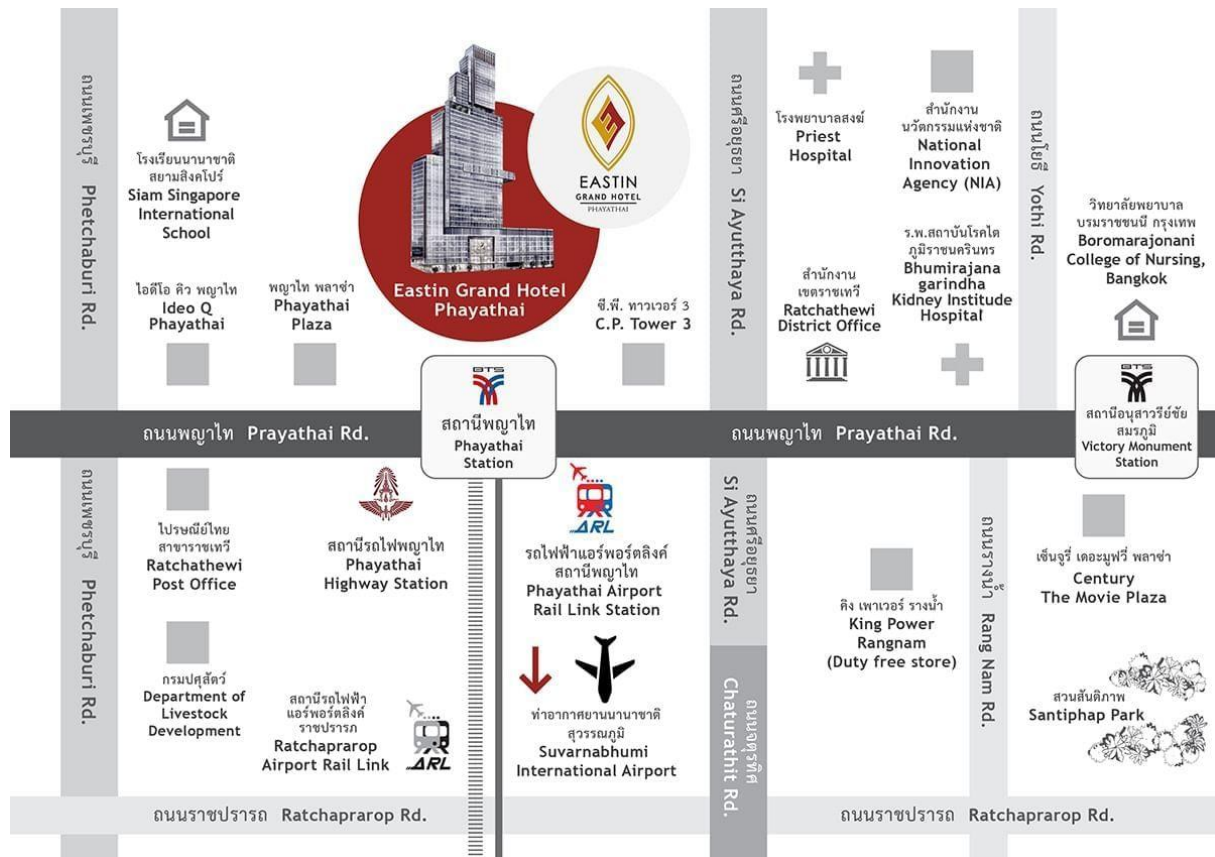 ถนนเพชรบุรี Phetchaburi Rd.
โรงเรียนนานาชาติ
สยามสิงคโปร์
Siam Singapore
International
School
ไอดีโอ คิว พญาไท
Ideo Q
Phayathai
พญาไท พลาซ่า
Phayathai
Plaza
EASTIN
GRAND HOTEL
PHAYATHAI
Eastin Grand Hotel
Phayathai
ซี.พี. ทาวเวอร์ 3
C.P. Tower 3
ถนนศรีอยุธยา Si Ayutthaya Rd.
โรงพยาบาลสงฆ์
Priest
Hospital
สำนักงาน
นวัตกรรมแห่งชาติ
National
Innovation
Agency (NIA)
สำนักงาน
เขตราชเทวี
Ratchathewi
District Office
ร.พ.สถาบันโรคไต
ภูมิราชนครินทร
Bhumirajana
garindha
Kidney Institude
Hospital
ถนนโยธี Yothi Rd.
วิทยาลัยพยาบาล
บรมราชชนนี กรุงเทพ
Boromarajonani
College of Nursing,
Bangkok
ถนนพญาไท Prayathai Rd.
BTS
สถานีพญาไท
Phayathai
Station
ถนนพญาไท Prayathai Rd.
BTS
สถานีอนุสาวรีย์ชัย
สมรภูมิ
Victory Monument
Station
ถนนเพชรบุรี Phetchaburi Rd.
ไปรษณีย์ไทย
สาขาราชเทวี
Ratchathewi
Post Office
สถานีรถไฟพญาไท
Phayathai
Highway Station
ARL
รถไฟฟ้าแอร์พอร์ตลิงค์
สถานีพญาไท
Phayathai Airport
Rail Link Station
ถนนศรีอยุธยา
Si Ayutthaya Rd.
คิง เพาเวอร์ รางน้ำ
King Power
Rangnam
(Duty free store)
ถนนรางน้ำ Rang Nam Rd.
เซ็นจูรี่ เดอะมูฟวี่ พลาซ่า
Century
The Movie Plaza
กรมปศุสัตว์
Department of
Livestock
Development
สถานีรถไฟฟ้า
แอร์พอร์ตลิงค์
ราชปรารภ
Ratchaprarop
Airport Rail Link
ARL
ท่าอากาศยานนานาชาติ
สุวรรณภูมิ
Suvarnabhumi
International Airport
ถนนจตุรทิศ
Chaturathit Rd.
สวนสันติภาพ
Santiphap Park
ถนนราชปรารถ Ratchaprarop Rd.
ถนนราชปรารถ Ratchaprarop Rd.